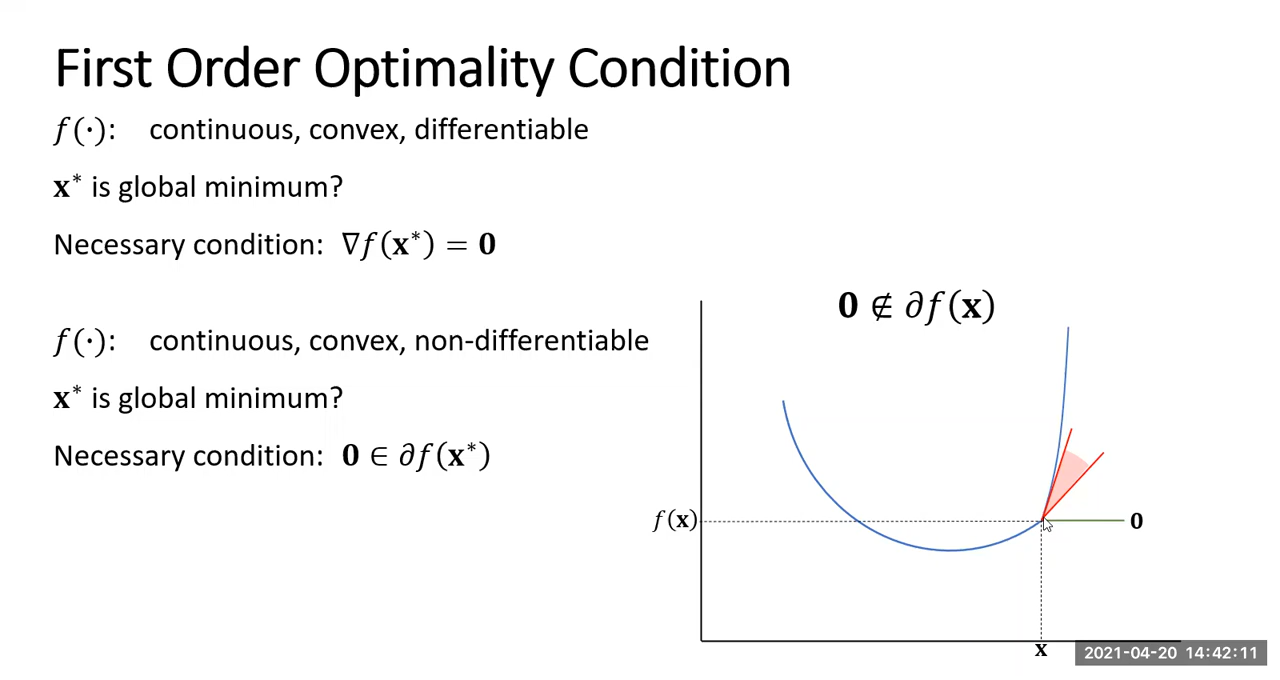 First Order Optimality Condition
f(·): continuous, convex, differentiable
x* is global minimum?
Necessary condition: ∇f(x*) = 0
0 ∉ ∂f(x)
f(·): continuous, convex, non-differentiable
x* is global minimum?
Necessary condition: 0 ∈ ∂f(x*)
f(x)
0
x
2021-04-20 14:42:11